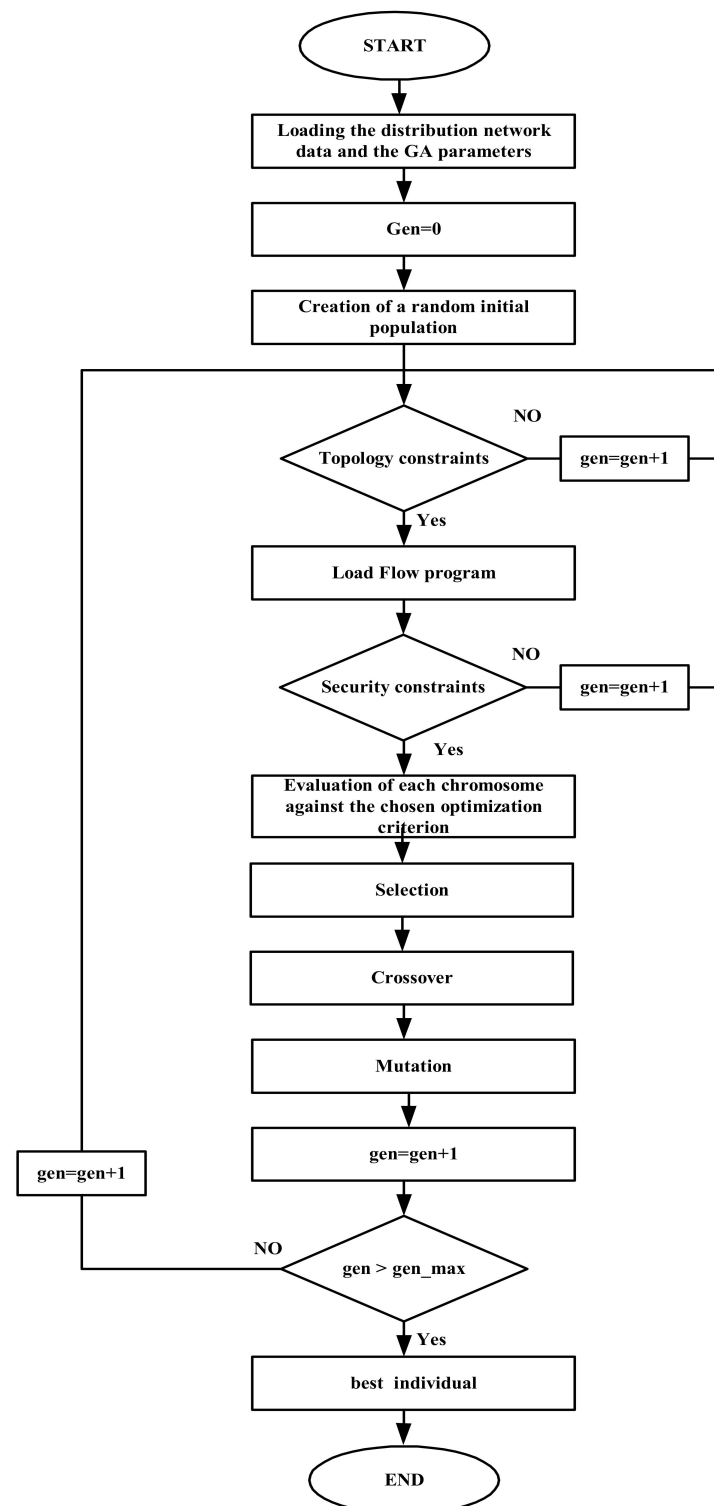 START
Loading the distribution network
data and the GA parameters
Gen=0
Creation of a random initial
population
NO
Topology constraints
gen=gen+1
Yes
Load Flow program
NO
Security constraints
gen=gen+1
Yes
Evaluation of each chromosome
against the chosen optimization
criterion
Selection
Crossover
Mutation
gen=gen+1
gen=gen+1
NO
gen > gen_max
Yes
best individual
END